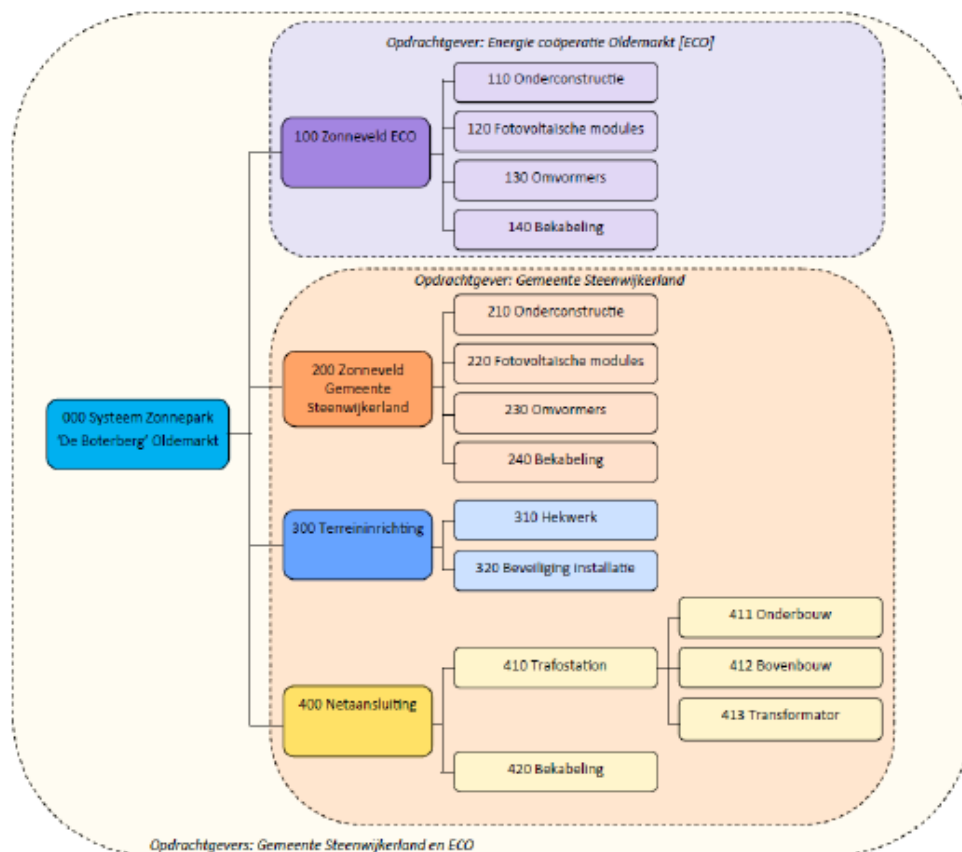 Opdrachtgever: Energie coöperatie Oldemarkt [ECO]
110 Onderconstructie
120 Fotovoltaïsche modules
100 Zonneveld ECO
130 Omvormers
140 Bekabeling
Opdrachtgever: Gemeente Steenwijkerland
210 Onderconstructie
220 Fotovoltaïsche modules
200 Zonneveld
Gemeente
Steenwijkerland
230 Omvormers
240 Bekabeling
000 Systeem Zonnepark
'De Boterberg' Oldemarkt
310 Hekwerk
300 Terreininrichting
320 Beveiliging installatie
411 Onderbouw
410 Trafostation
412 Bovenbouw
400 Netaansluiting
413 Transformator
420 Bekabeling
Opdrachtgevers: Gemeente Steenwijkerland en ECO